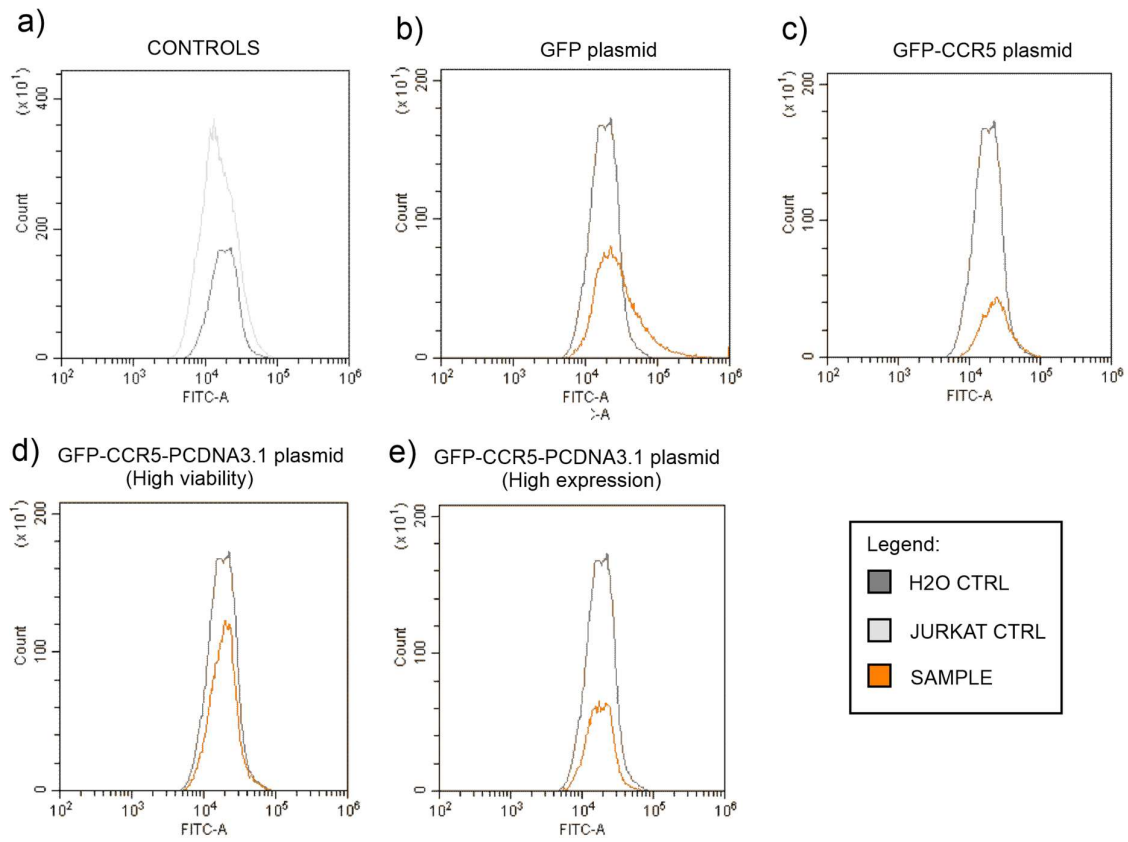 a)
CONTROLS
(x 10¹)
400
200
0
Count
10² 10³ 10⁴ 10⁵ 10⁶
FITC-A
b)
GFP plasmid
(x 10¹)
200
100
0
Count
10² 10³ 10⁴ 10⁵ 10⁶
FITC-A
C-A
c)
GFP-CCR5 plasmid
(x 10¹)
200
100
0
Count
10² 10³ 10⁴ 10⁵ 10⁶
FITC-A
d)
GFP-CCR5-PCDNA3.1 plasmid
(High viability)
(x 10¹)
200
100
0
Count
10² 10³ 10⁴ 10⁵ 10⁶
FITC-A
e)
GFP-CCR5-PCDNA3.1 plasmid
(High expression)
(x 10¹)
200
100
0
Count
10² 10³ 10⁴ 10⁵ 10⁶
FITC-A
Legend:
H2O CTRL
JURKAT CTRL
SAMPLE